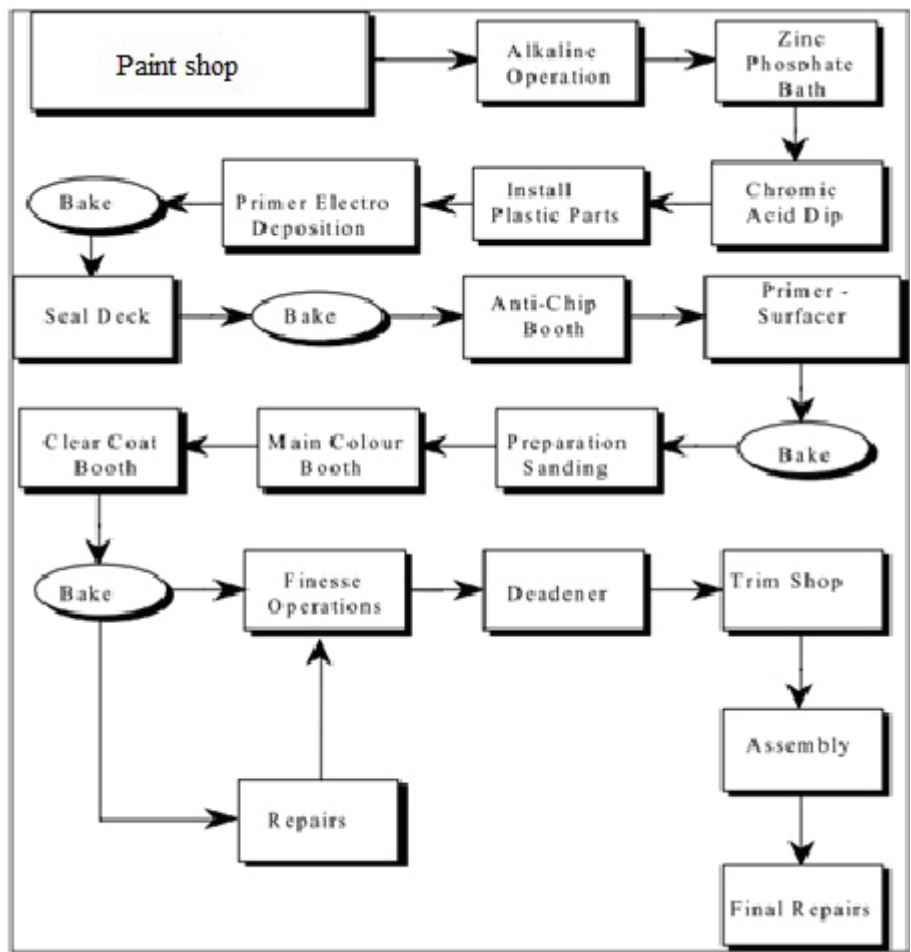 Paint shop
Alkaline
Operation
Zinc
Phosphate
Bath
Bake
Primer Electro
Deposition
Install
Plastic Parts
Chromic
Acid Dip
Seal Deck
Bake
Anti-Chip
Booth
Primer -
Surfacer
Clear Coat
Booth
Main Colour
Booth
Preparation
Sanding
Bake
Bake
Finesse
Operations
Deadener
Trim Shop
Assembly
Repairs
Final Repairs